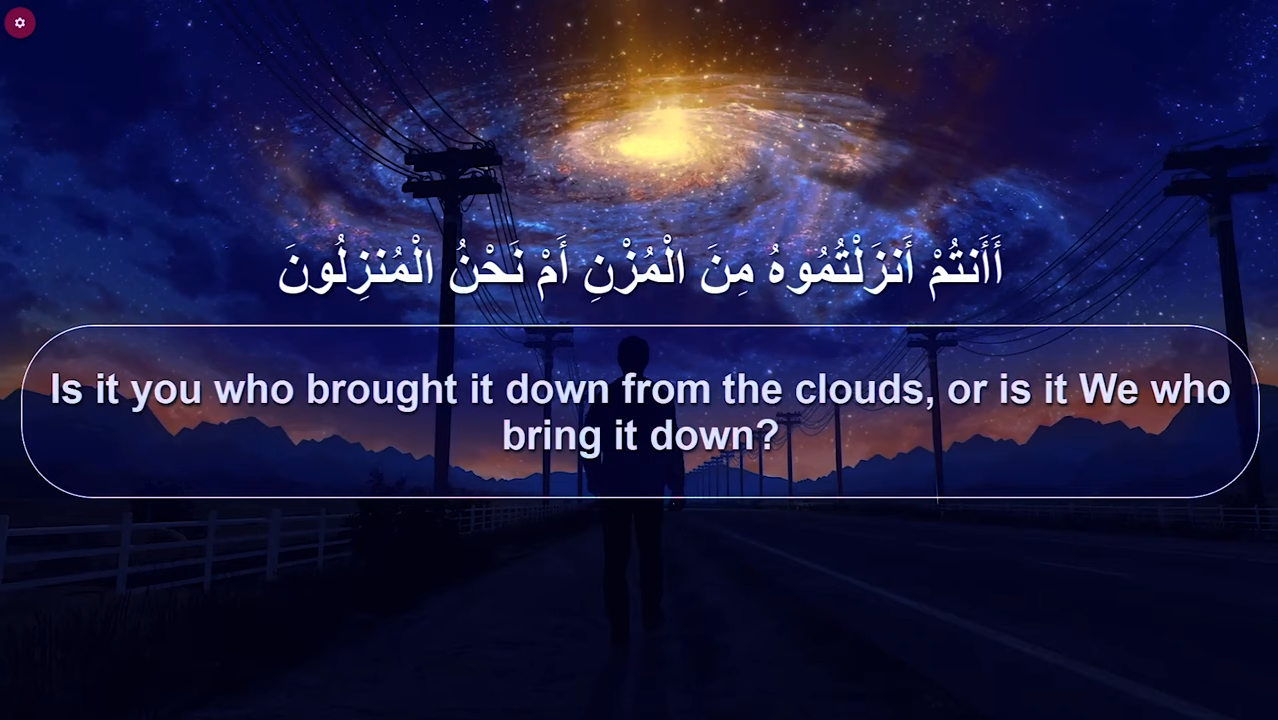 أَأَنتُمْ أَنزَلْتُمُوهُ مِنَ الْمُزْنِ أَمْ نَحْنُ الْمُنزِلُونَ
Is it you who brought it down from the clouds, or is it We who
bring it down?